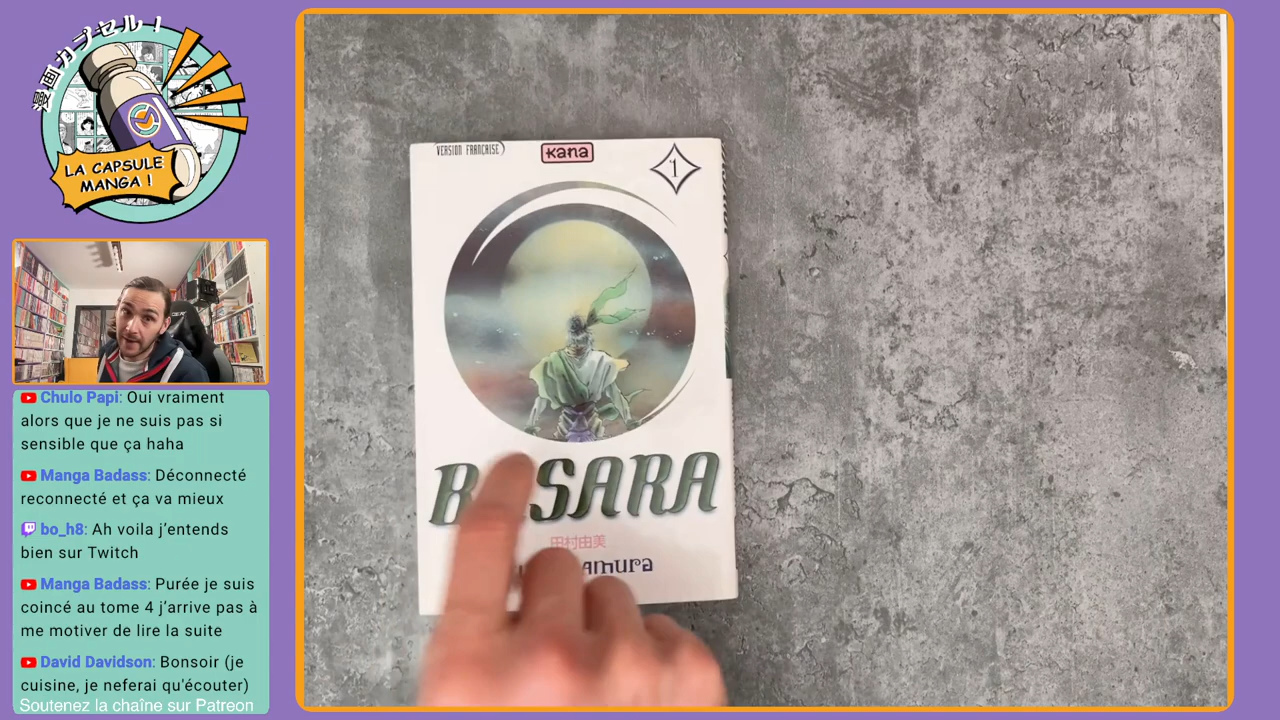 漫画カプセル！
LA CAPSULE
MANGA !
Chulo Papi: Oui vraiment
alors que je ne suis pas si
sensible que ça haha
Manga Badass: Déconnecté
reconnecté et ça va mieux
bo_h8: Ah voila j'entends
bien sur Twitch
Manga Badass: Purée je suis
coincé au tome 4 j'arrive pas à
me motiver de lire la suite
David Davidson: Bonsoir (je
cuisine, je neferai qu'écouter)
Soutenez la chaîne sur Patreon
VERSION FRANÇAISE
kana
1
BASARA
田村由美